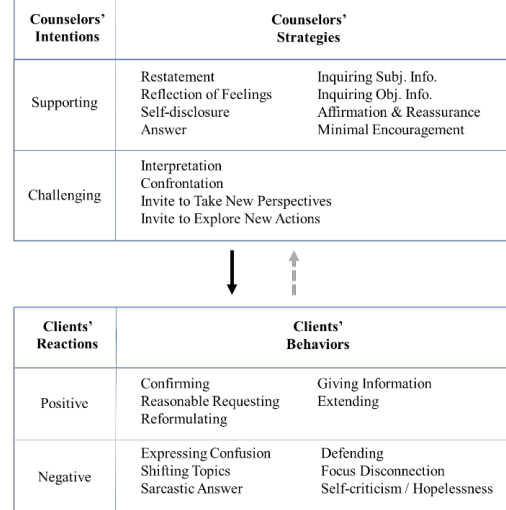 Counselors’ Intentions
Counselors’ Strategies
Supporting
Restatement
Reflection of Feelings
Self-disclosure
Answer
Inquiring Subj. Info.
Inquiring Obj. Info.
Affirmation & Reassurance
Minimal Encouragement
Challenging
Interpretation
Confrontation
Invite to Take New Perspectives
Invite to Explore New Actions
Clients’ Reactions
Clients’ Behaviors
Positive
Confirming
Reasonable Requesting
Reformulating
Giving Information
Extending
Negative
Expressing Confusion
Shifting Topics
Sarcastic Answer
Defending
Focus Disconnection
Self-criticism / Hopelessness